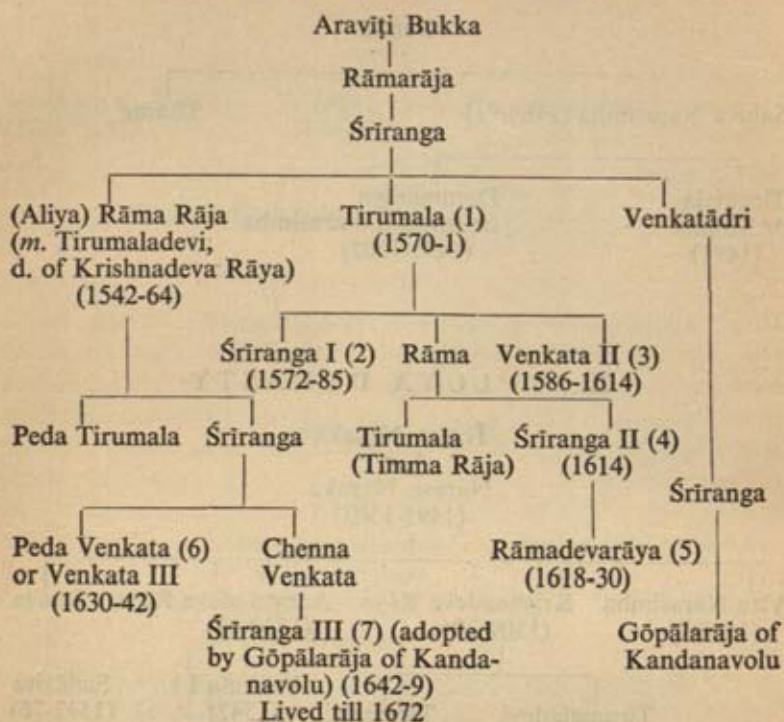 Aravīṭi Bukka
Rāmarāja
Śrīranga
(Aliya) Rāma Rāja
(m. Tirumaladevi,
d. of Krishnadeva Rāya)
(1542-64)
Tirumala (1)
(1570-1)
Venkatādri
Śrīranga I (2)
(1572-85)
Rāma
Venkata II (3)
(1586-1614)
Peda Tirumala
Śrīranga
Tirumala
(Timma Rāja)
Śrīranga II (4)
(1614)
Śrīranga
Peda Venkata (6)
or Venkata III
(1630-42)
Chenna
Venkata
Rāmadevarāya (5)
(1618-30)
Śrīranga III (7) (adopted
by Gōpālarāja of Kanda-
navolu) (1642-9)
Lived till 1672
Gōpālarāja of
Kandanavolu